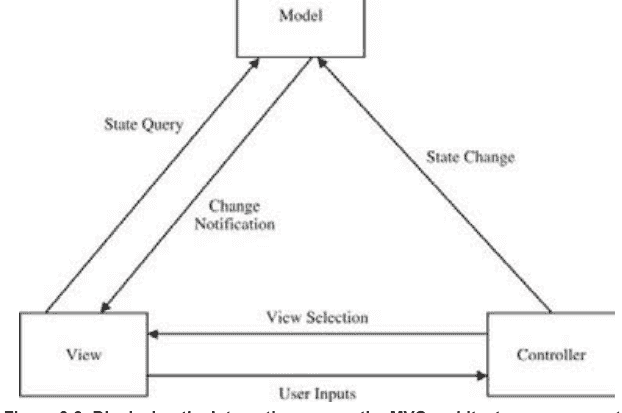 Model
State Query
State Change
Change
Notification
View Selection
View
Controller
User Inputs